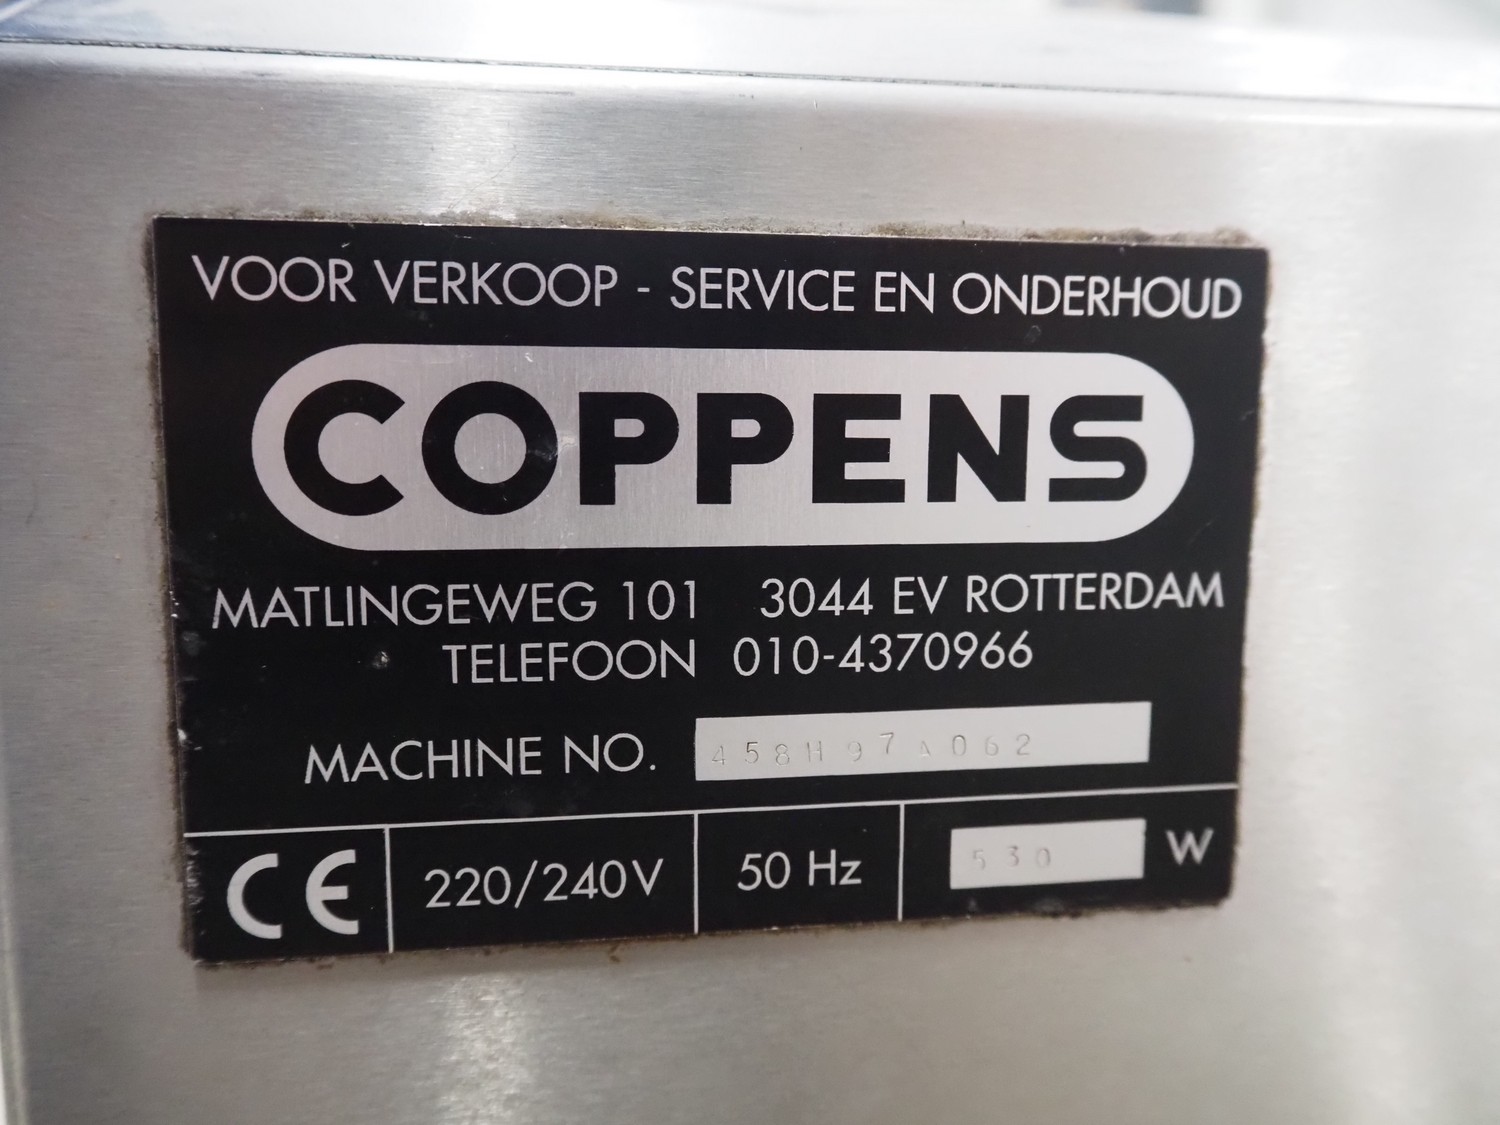 VOOR VERKOOP - SERVICE EN ONDERHOUD
COPPENS
MATLINGEWEG 101 3044 EV ROTTERDAM
TELEFOON 010-4370966
MACHINE NO. 458H97A062
CE 220/240V 50 Hz 530 W